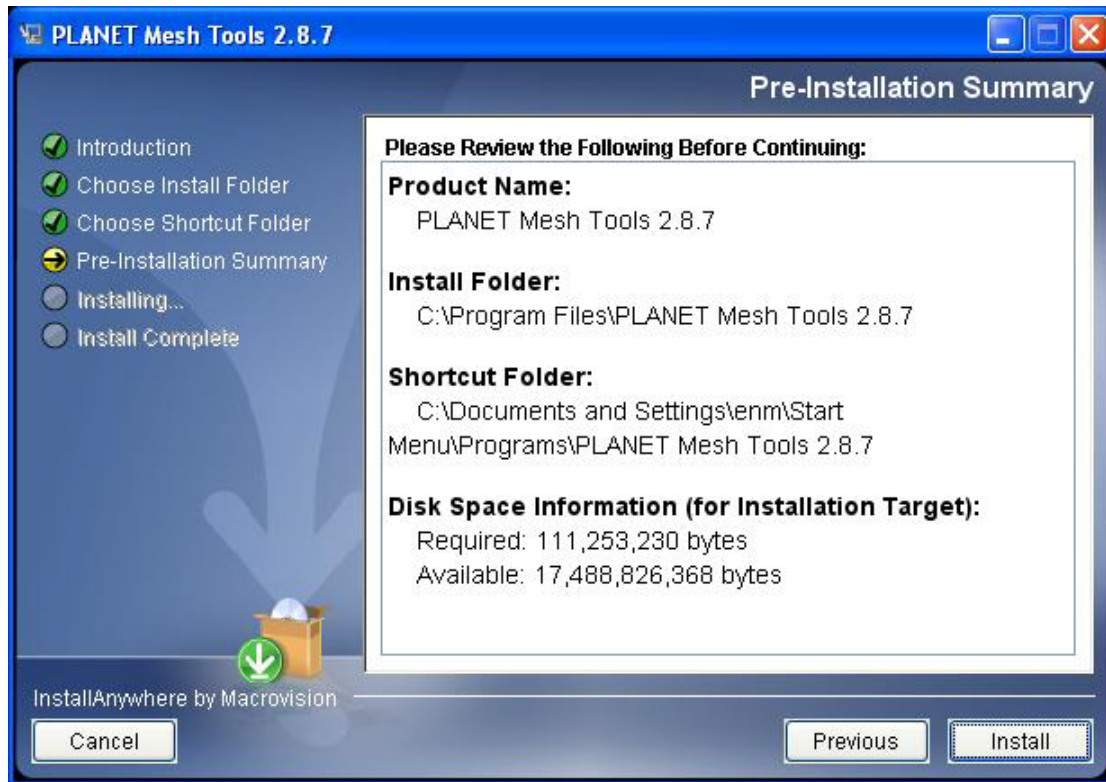 PLANET Mesh Tools 2.8.7
Pre-Installation Summary
Introduction
Choose Install Folder
Choose Shortcut Folder
Pre-Installation Summary
Installing...
Install Complete
Please Review the Following Before Continuing:
Product Name:
PLANET Mesh Tools 2.8.7
Install Folder:
C:\Program Files\PLANET Mesh Tools 2.8.7
Shortcut Folder:
C:\Documents and Settings\enm\Start
Menu\Programs\PLANET Mesh Tools 2.8.7
Disk Space Information (for Installation Target):
Required: 111,253,230 bytes
Available: 17,488,826,368 bytes
InstallAnywhere by Macrovision
Cancel
Previous
Install